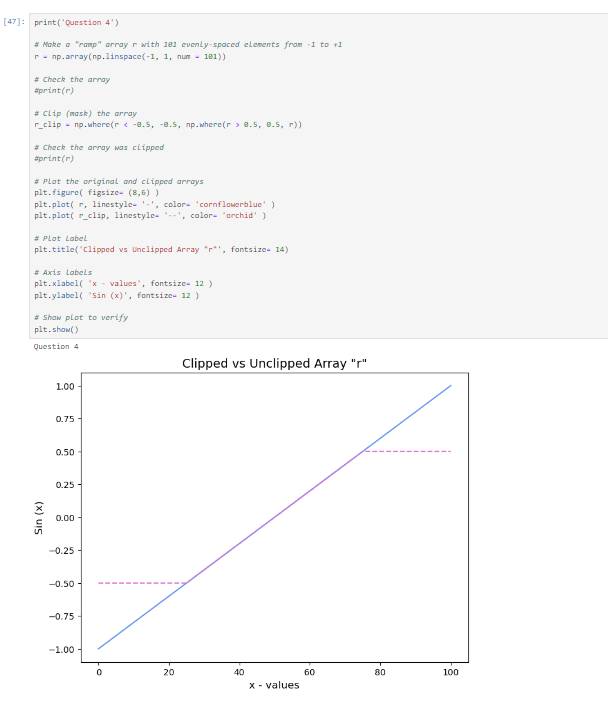 [47]: print('Question 4')
# Make a "ramp" array r with 101 evenly-spaced elements from -1 to +1
r = np.array(np.linspace(-1, 1, num = 101))
# Check the array
#print(r)
# Clip (mask) the array
r_clip = np.where(r < -0.5, -0.5, np.where(r > 0.5, 0.5, r))
# Check the array was clipped
#print(r)
# Plot the original and clipped arrays
plt.figure( figsize= (8,6) )
plt.plot( r, linestyle= '-', color= 'cornflowerblue' )
plt.plot( r_clip, linestyle= '--', color= 'orchid' )
# Plot Label
plt.title('Clipped vs Unclipped Array "r"', fontsize= 14)
# Axis labels
plt.xlabel( 'x - values', fontsize= 12 )
plt.ylabel( 'Sin (x)', fontsize= 12 )
# Show plot to verify
plt.show()
Question 4
Clipped vs Unclipped Array "r"
1.00
0.75
0.50
0.25
0.00
−0.25
−0.50
−0.75
−1.00
Sin (x)
0 20 40 60 80 100
x - values